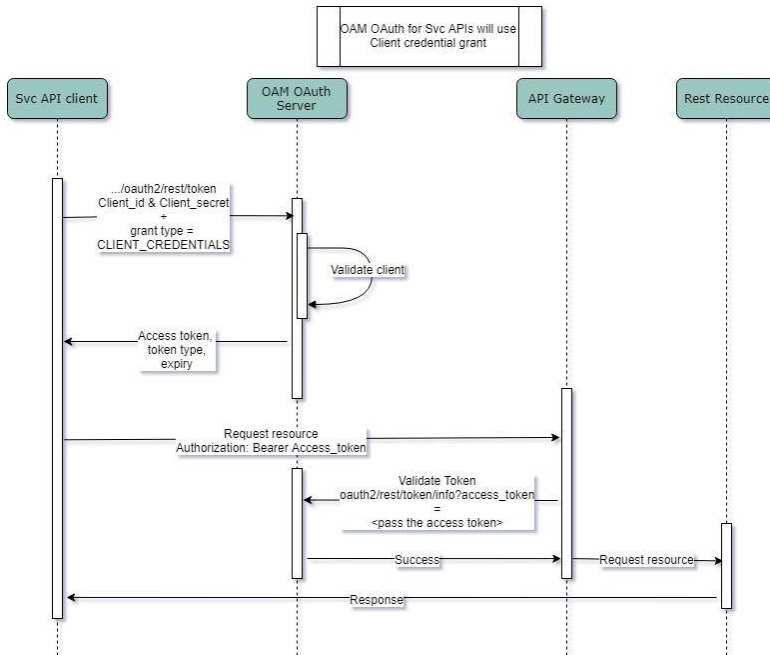 OAM OAuth for Svc APIs will use
Client credential grant
Svc API client
OAM OAuth
Server
API Gateway
Rest Resource
.../oauth2/rest/token
Client_id & Client_secret
+
grant type =
CLIENT_CREDENTIALS
Validate client
Access token,
token type,
expiry
Request resource
Authorization: Bearer Access_token
Validate Token
oauth2/rest/token/info?access_token
=
<pass the access token>
Success
Request resource
Response